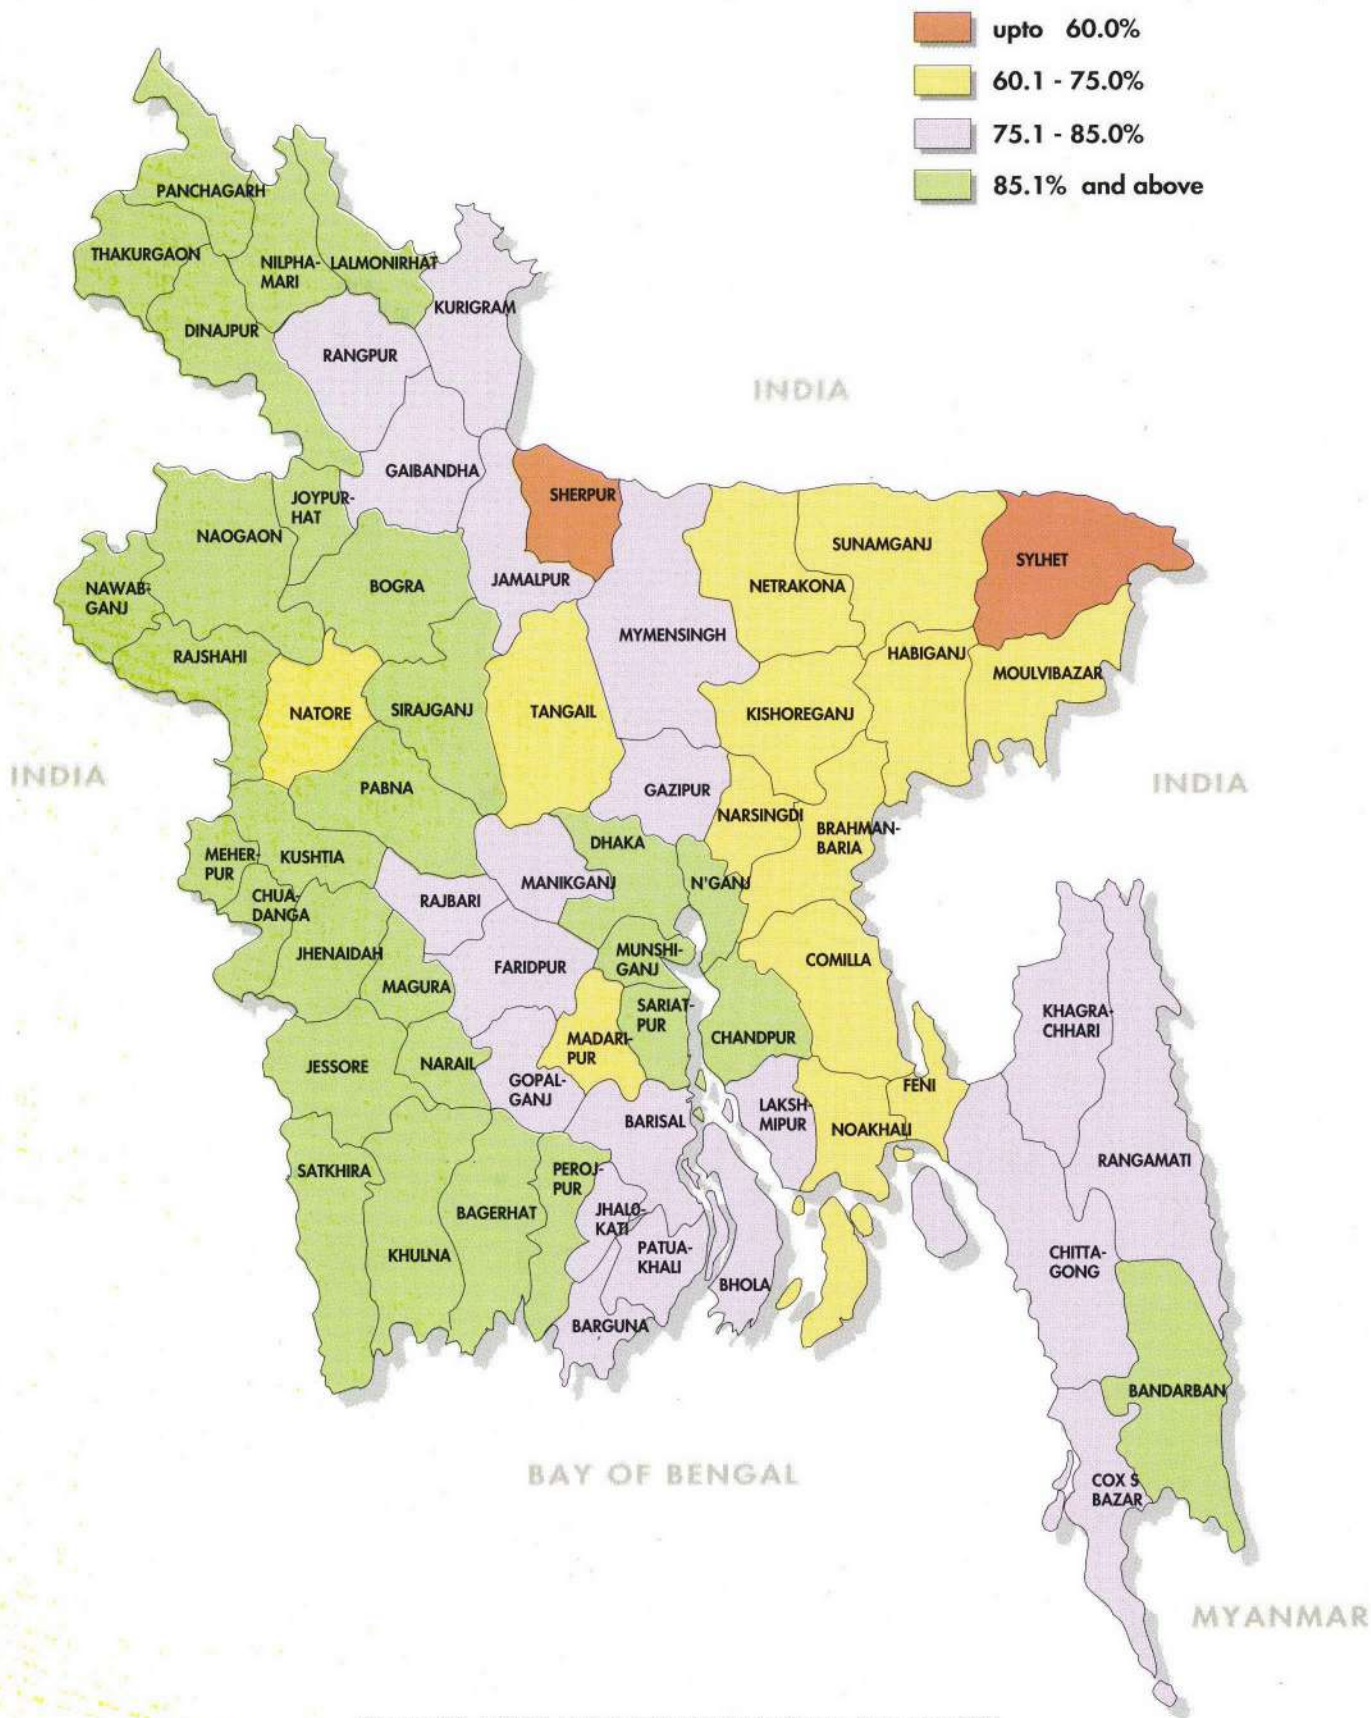 upto 60.0%
60.1 - 75.0%
75.1 - 85.0%
85.1% and above
PANCHAGARH
THAKURGAON
NILPHA-
MARI
LALMONIRHAT
KURIGRAM
DINAJPUR
RANGPUR
INDIA
GAIBANDHA
SHERPUR
JOYPUR-
HAT
NAOGAON
SUNAMGANJ
SYLHET
NAWAB-
GANJ
BOGRA
JAMALPUR
NETRAKONA
MYMENSINGH
RAJSHAHI
HABIGANJ
MOULVIBAZAR
NATORE
SIRAJGANJ
TANGAIL
KISHOREGANJ
INDIA
PABNA
GAZIPUR
INDIA
NARSINGDI
BRAHMAN-
BARIA
DHAKA
MEHER-
PUR
KUSHTIA
MANIKGANJ
N'GANJ
CHUA-
DANGA
RAJBARI
JHENAIDAH
MUNSHI-
GANJ
COMILLA
FARIDPUR
MAGURA
SARIAT-
PUR
KHAGRA-
CHHARI
MADARI-
PUR
CHANDPUR
JESSORE
NARAIL
GOPAL-
GANJ
FENI
LAKSH-
MIPUR
BARISAL
NOAKHALI
SATKHIRA
PEROJ-
PUR
RANGAMATI
BAGERHAT
JHALO-
KATI
KHULNA
PATUA-
KHALI
CHITTA-
GONG
BHOLA
BARGUNA
BANDARBAN
BAY OF BENGAL
COX S
BAZAR
MYANMAR